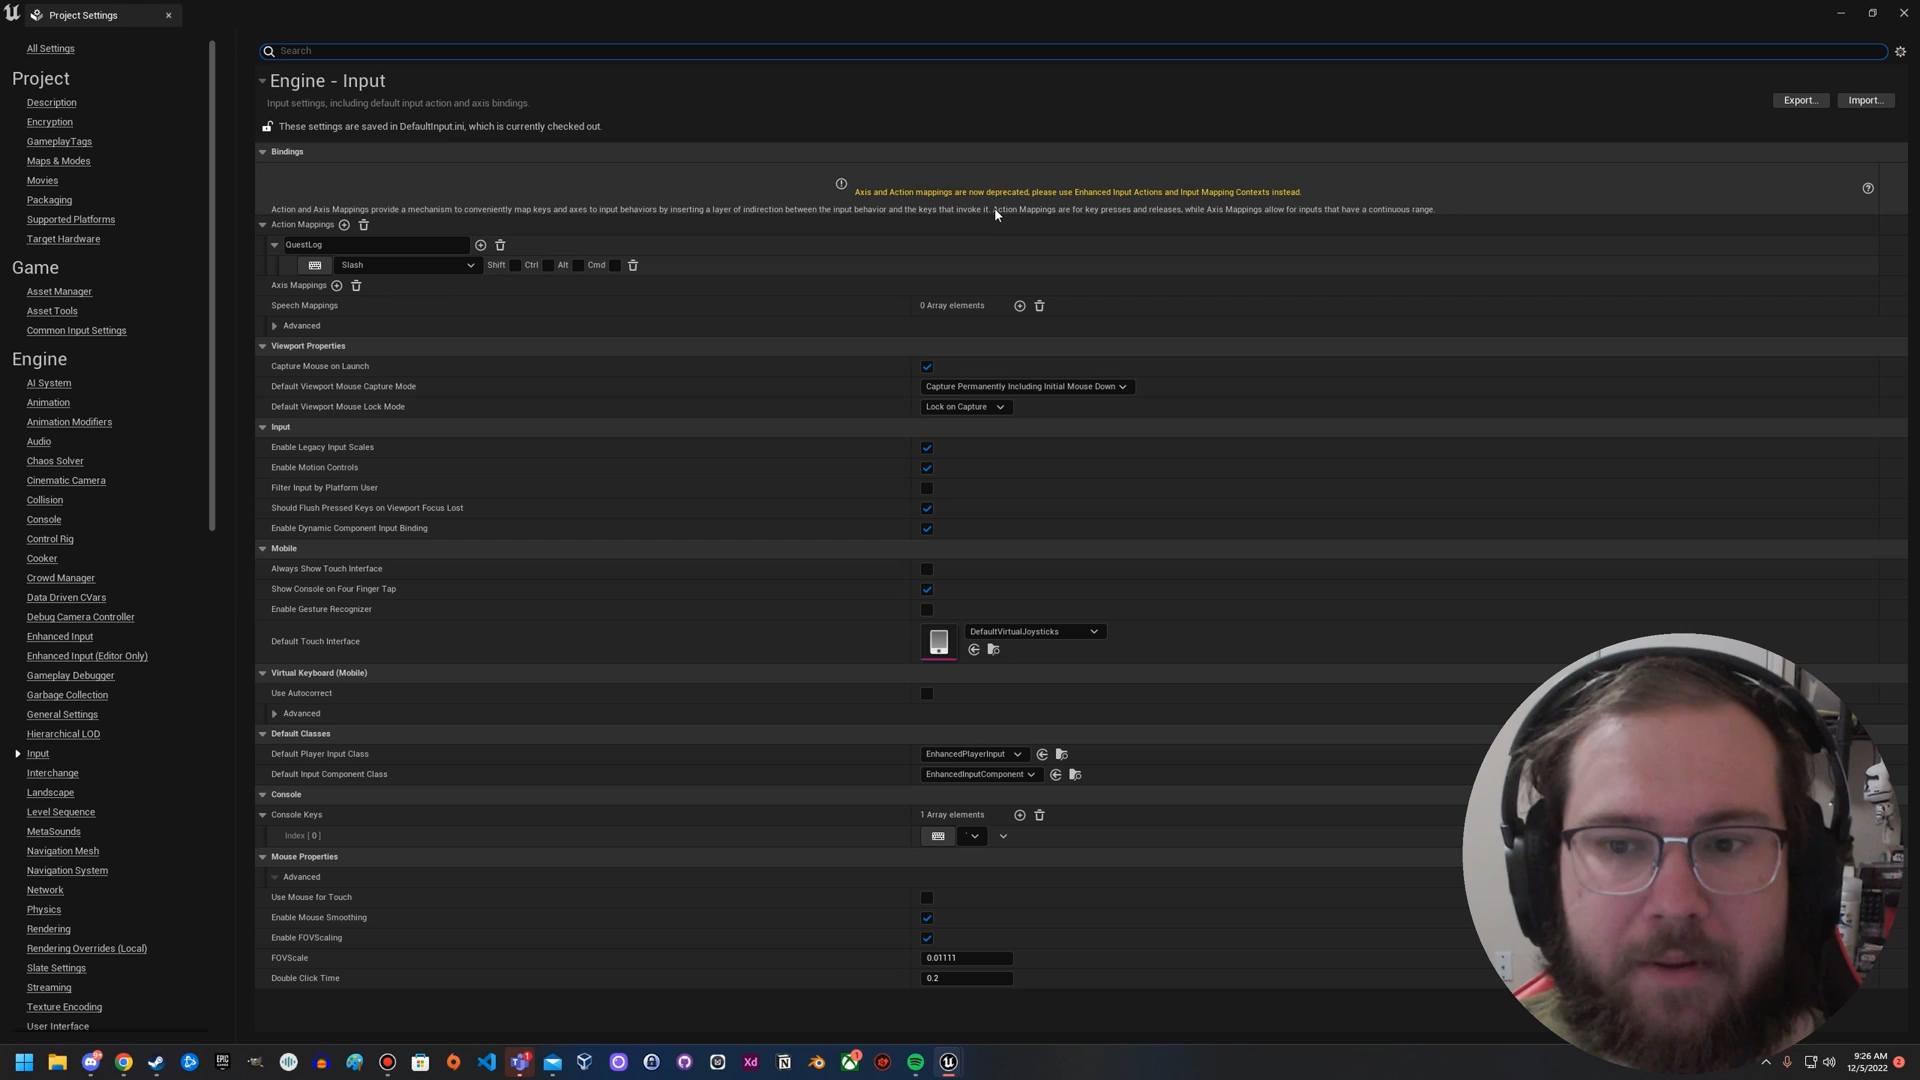 Project Settings
All Settings
Project
Description
Encryption
GameplayTags
Maps & Modes
Movies
Packaging
Supported Platforms
Target Hardware
Game
Asset Manager
Asset Tools
Common Input Settings
Engine
AI System
Animation
Animation Modifiers
Audio
Chaos Solver
Cinematic Camera
Collision
Console
Control Rig
Cooker
Crowd Manager
Data Driven CVars
Debug Camera Controller
Enhanced Input
Enhanced Input (Editor Only)
Gameplay Debugger
Garbage Collection
General Settings
Hierarchical LOD
Input
Interchange
Landscape
Level Sequence
MetaSounds
Navigation Mesh
Navigation System
Network
Physics
Rendering
Rendering Overrides (Local)
Slate Settings
Streaming
Texture Encoding
User Interface
Search
Engine - Input
Input settings, including default input action and axis bindings.
Export... Import...
These settings are saved in DefaultInput.ini, which is currently checked out.
Bindings
Axis and Action mappings are now deprecated, please use Enhanced Input Actions and Input Mapping Contexts instead.
Action and Axis Mappings provide a mechanism to conveniently map keys and axes to input behaviors by inserting a layer of indirection between the input behavior and the keys that invoke it. Action Mappings are for key presses and releases, while Axis Mappings allow for inputs that have a continuous range.
Action Mappings
QuestLog
Slash Shift Ctrl Alt Cmd
Axis Mappings
Speech Mappings 0 Array elements
Advanced
Viewport Properties
Capture Mouse on Launch
Default Viewport Mouse Capture Mode Capture Permanently Including Initial Mouse Down
Default Viewport Mouse Lock Mode Lock on Capture
Input
Enable Legacy Input Scales
Enable Motion Controls
Filter Input by Platform User
Should Flush Pressed Keys on Viewport Focus Lost
Enable Dynamic Component Input Binding
Mobile
Always Show Touch Interface
Show Console on Four Finger Tap
Enable Gesture Recognizer
Default Touch Interface DefaultVirtualJoysticks
Virtual Keyboard (Mobile)
Use Autocorrect
Advanced
Default Classes
Default Player Input Class EnhancedPlayerInput
Default Input Component Class EnhancedInputComponent
Console
Console Keys 1 Array elements
Index [ 0 ] `
Mouse Properties
Advanced
Use Mouse for Touch
Enable Mouse Smoothing
Enable FOVScaling
FOVScale 0.01111
Double Click Time 0.2
EPIC GAMES
Xd
9:26 AM
12/5/2022
2